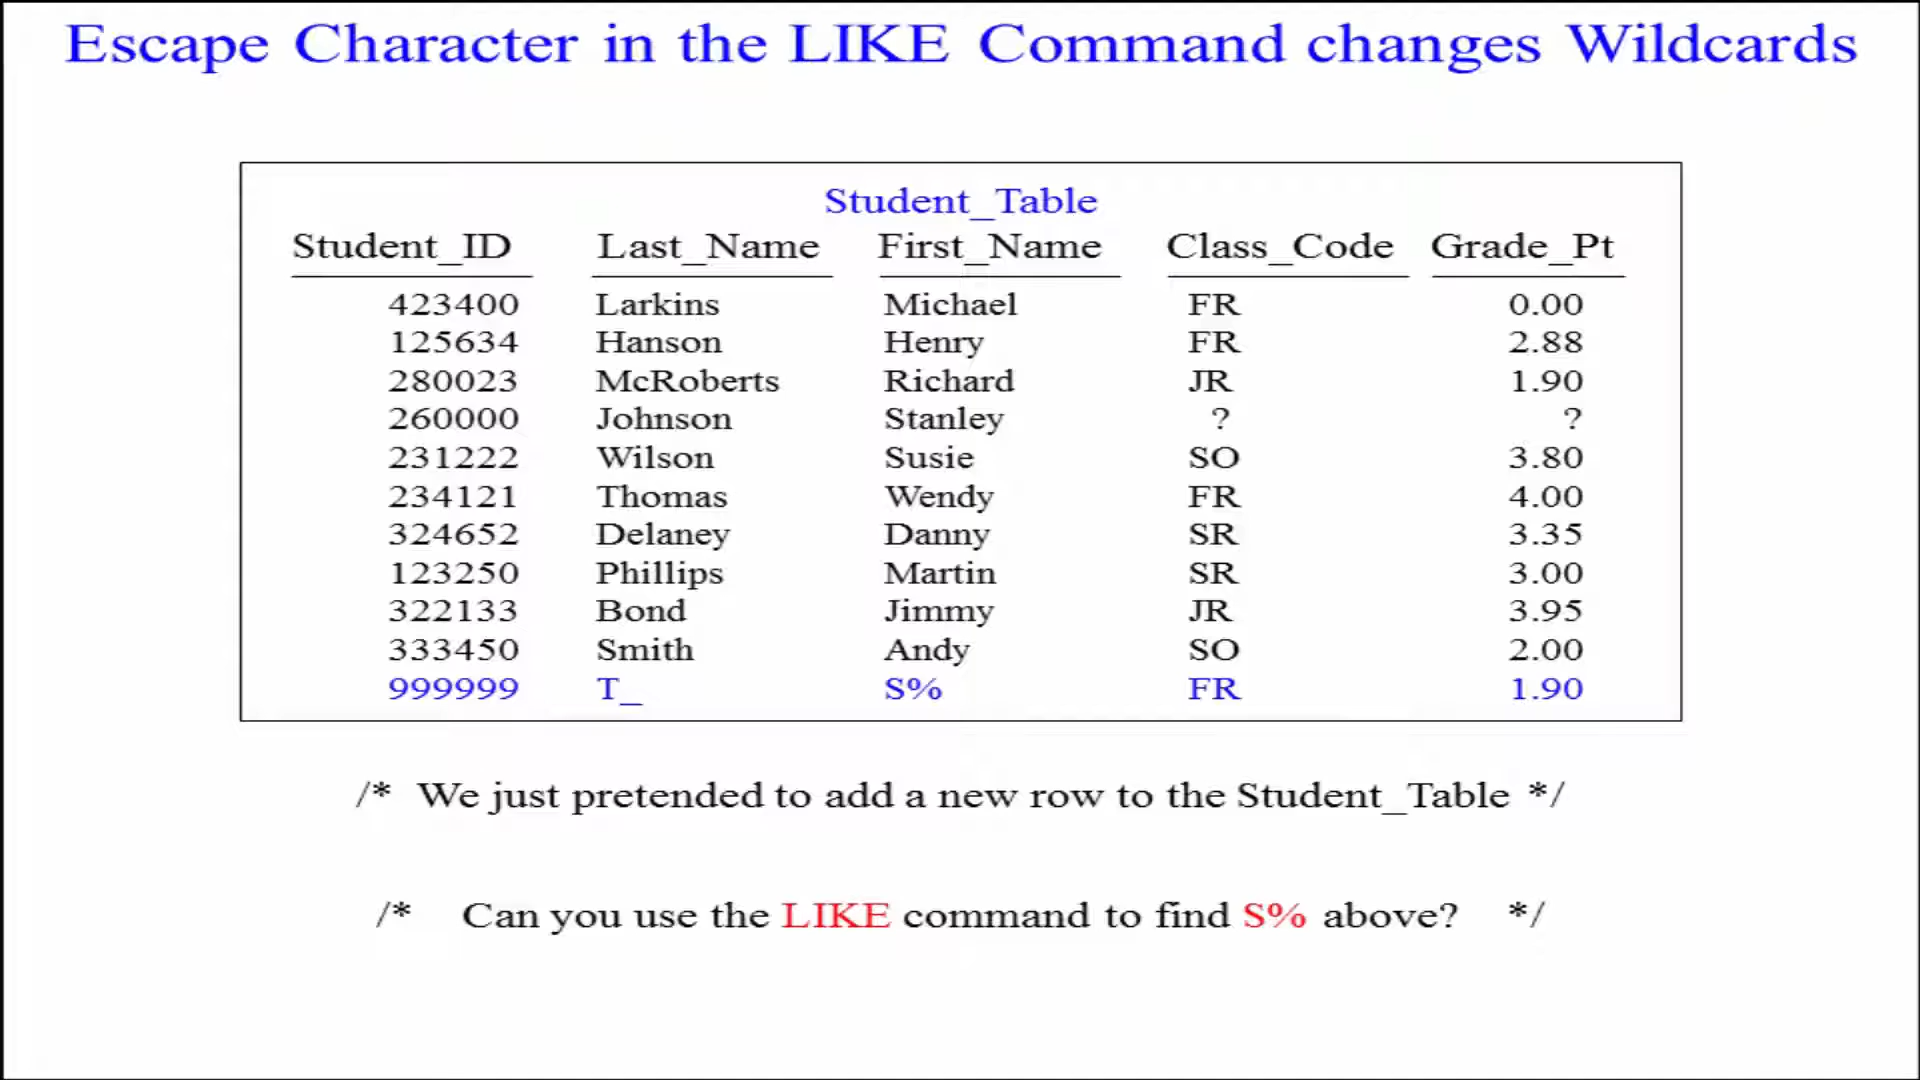 Escape Character in the LIKE Command changes Wildcards
Student_Table
Student_ID Last_Name First_Name Class_Code Grade_Pt
423400 Larkins Michael FR 0.00
125634 Hanson Henry FR 2.88
280023 McRoberts Richard JR 1.90
260000 Johnson Stanley ? ?
231222 Wilson Susie SO 3.80
234121 Thomas Wendy FR 4.00
324652 Delaney Danny SR 3.35
123250 Phillips Martin SR 3.00
322133 Bond Jimmy JR 3.95
333450 Smith Andy SO 2.00
999999 T_ S% FR 1.90
/* We just pretended to add a new row to the Student_Table */
/* Can you use the LIKE command to find S% above? */